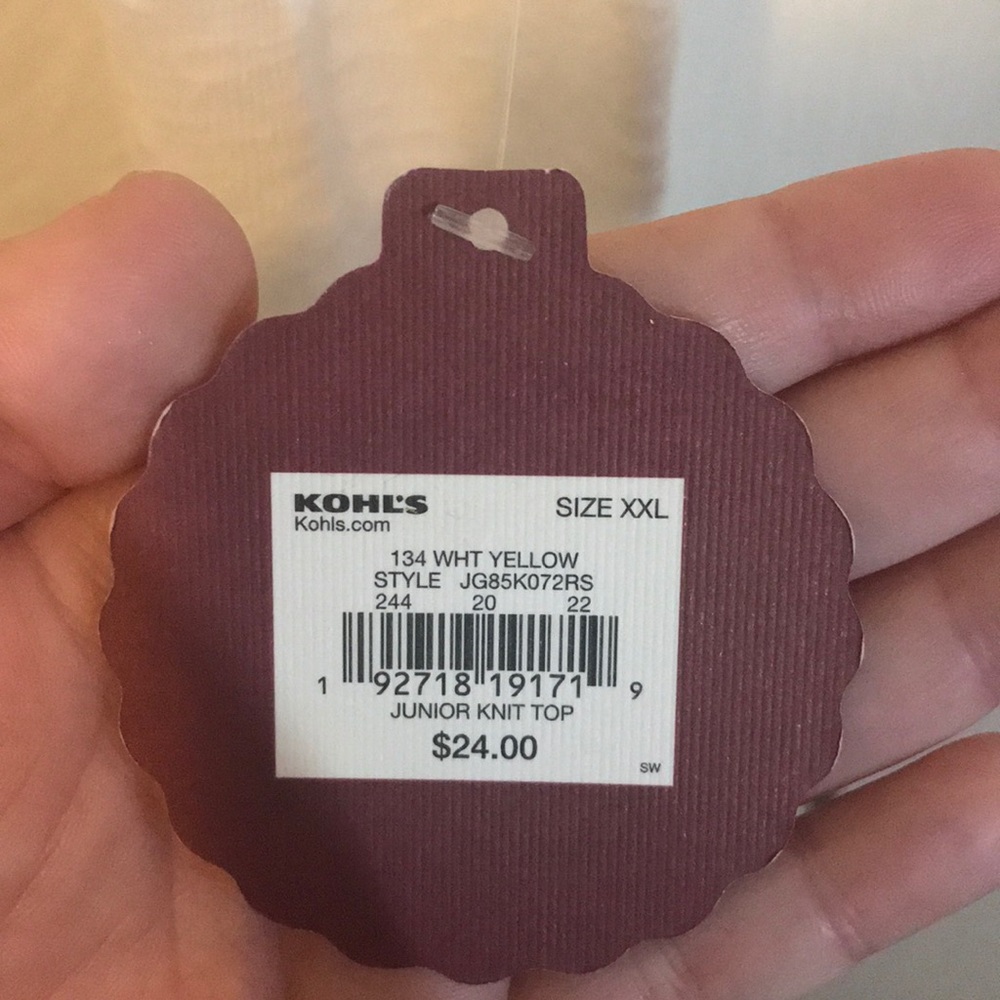 KOHL'S SIZE XXL
Kohls.com
134 WHT YELLOW
STYLE JG85K072RS
244 20 22
1 92718 19171 9
JUNIOR KNIT TOP
$24.00
SW